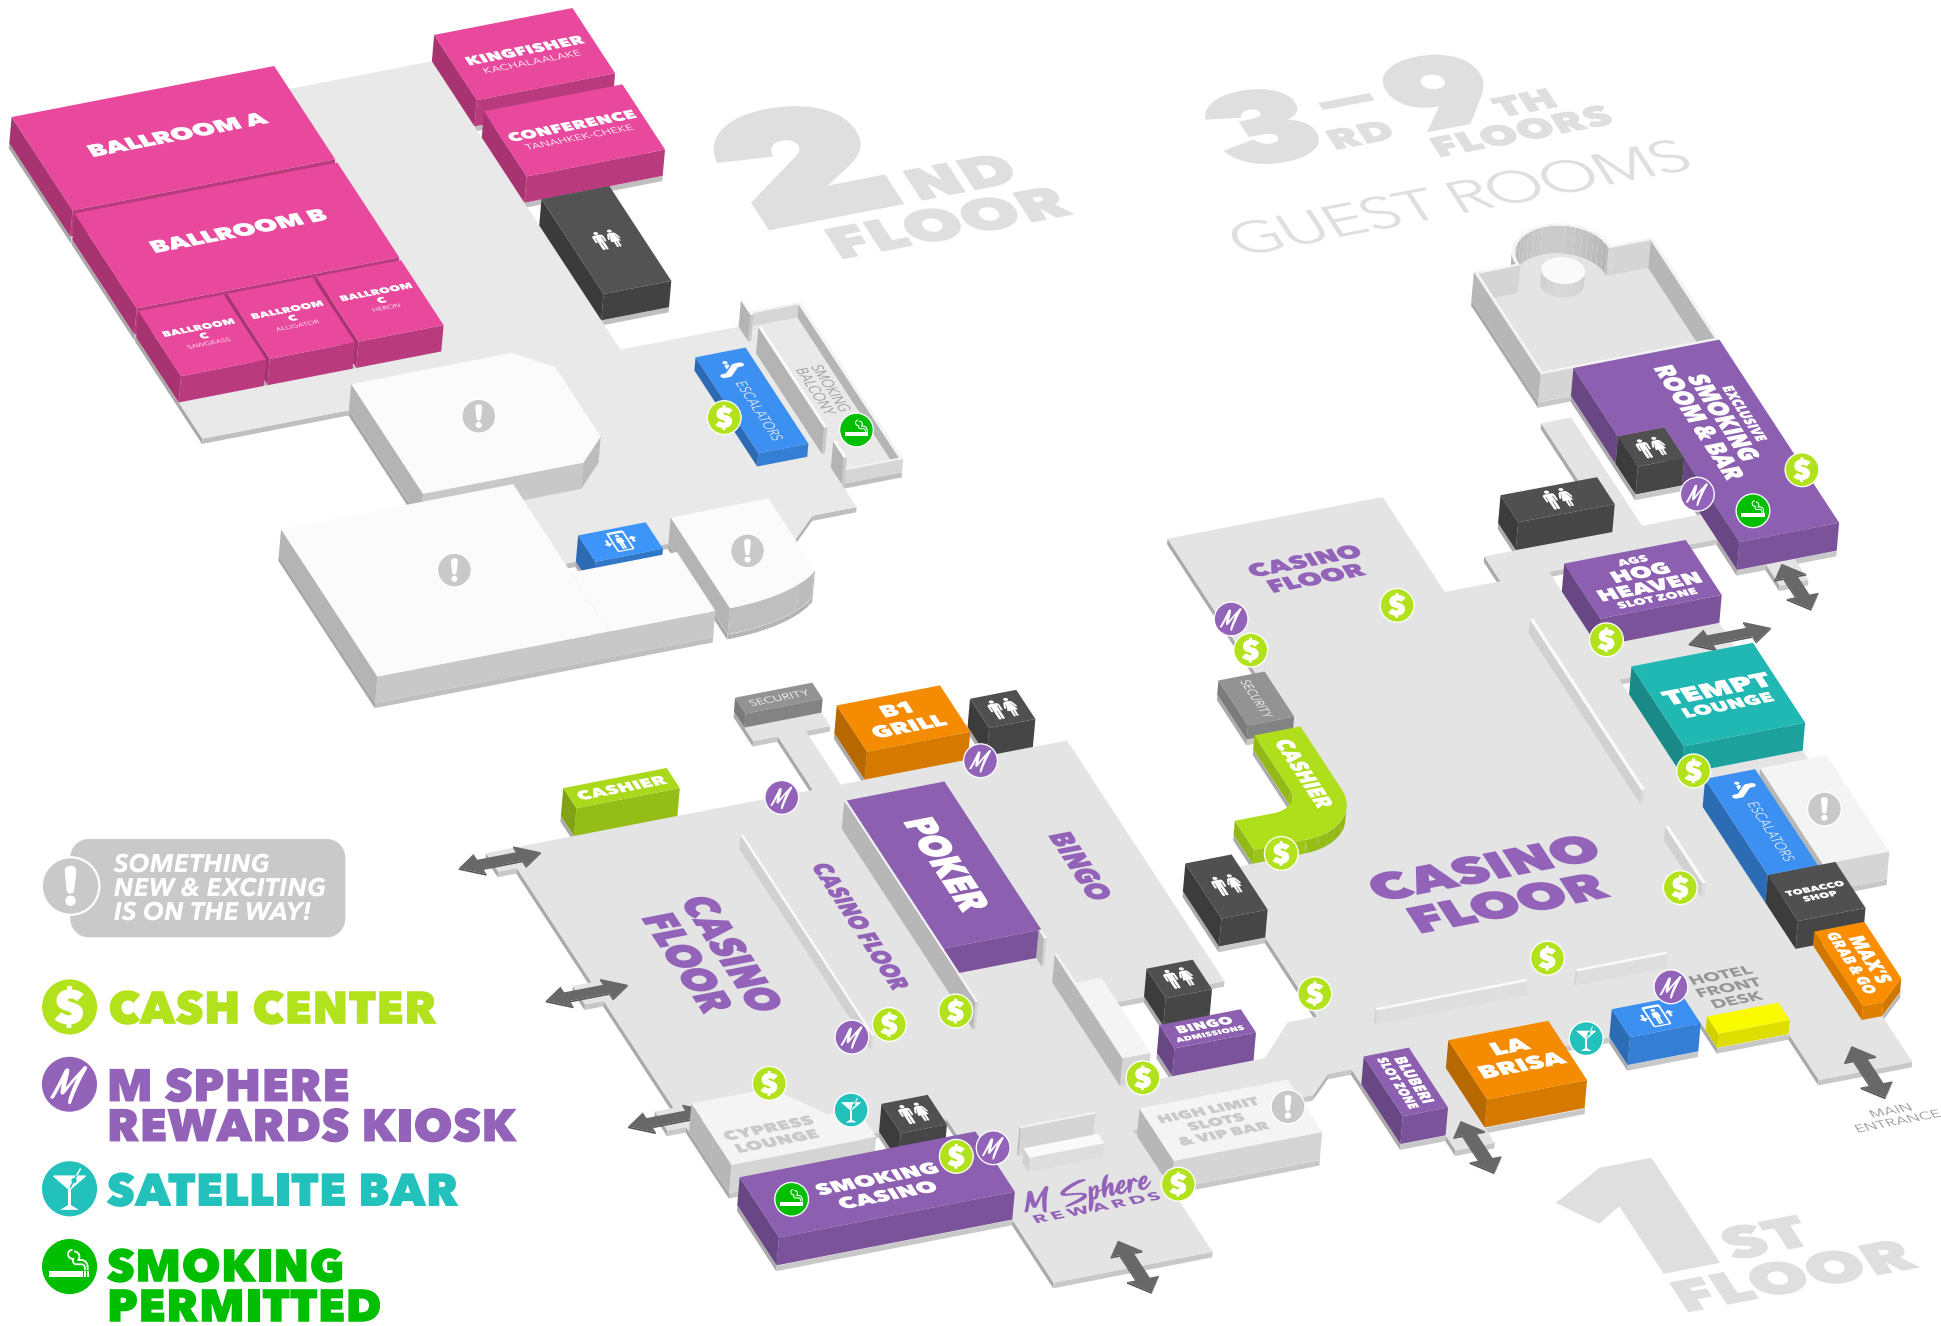 KINGFISHER
KACHALAALAKE
CONFERENCE
TANAHKEK-CHEKE
BALLROOM A
BALLROOM B
BALLROOM
C
SAWGRASS
BALLROOM
C
ALLIGATOR
BALLROOM
C
HERON
2ND
FLOOR
3RD – 9TH
FLOORS
GUEST ROOMS
ESCALATORS
$
SMOKING
BALCONY
!
!
!
EXCLUSIVE
SMOKING
ROOM & BAR
$
M
AGS
HOG
HEAVEN
SLOT ZONE
$
CASINO
FLOOR
$
M
$
SECURITY
CASHIER
$
TEMPT
LOUNGE
$
ESCALATORS
!
TOBACCO
SHOP
MAX'S
GRAB & GO
CASINO
FLOOR
$
$
$
M
HOTEL
FRONT
DESK
LA
BRISA
BLUBERI
SLOT ZONE
MAIN
ENTRANCE
SECURITY
B1
GRILL
M
M
CASHIER
POKER
BINGO
CASINO FLOOR
CASINO
FLOOR
M
$
$
BINGO
ADMISSIONS
$
$
CYPRESS
LOUNGE
HIGH LIMIT
SLOTS
& VIP BAR
!
SMOKING
CASINO
$
M
M Sphere
REWARDS
$
1ST
FLOOR
!
SOMETHING
NEW & EXCITING
IS ON THE WAY!
$ CASH CENTER
M M SPHERE
REWARDS KIOSK
SATELLITE BAR
SMOKING
PERMITTED